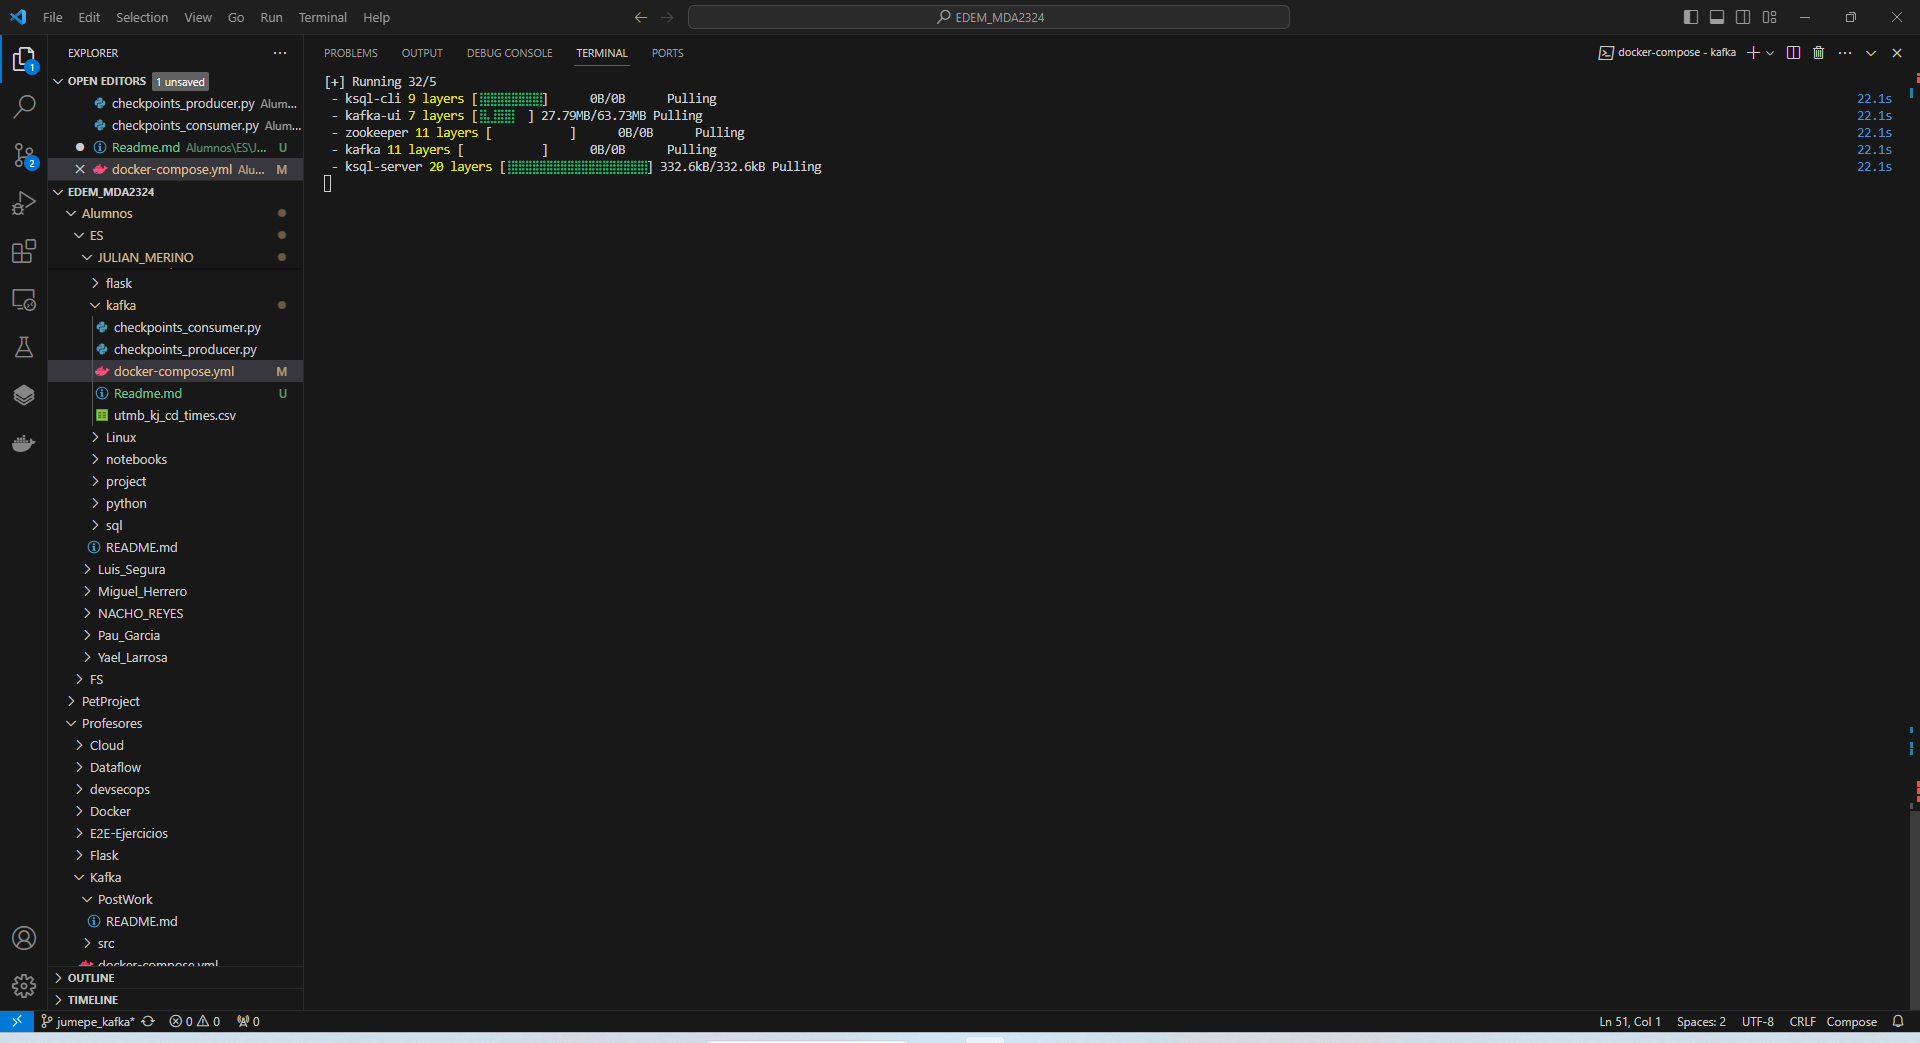 File Edit Selection View Go Run Terminal Help
EDEM_MDA2324
EXPLORER
OPEN EDITORS 1 unsaved
checkpoints_producer.py Alum...
checkpoints_consumer.py Alum...
Readme.md Alumnos\ES\J... U
docker-compose.yml Alu... M
EDEM_MDA2324
Alumnos
ES
JULIAN_MERINO
flask
kafka
checkpoints_consumer.py
checkpoints_producer.py
docker-compose.yml M
Readme.md U
utmb_kj_cd_times.csv
Linux
notebooks
project
python
sql
README.md
Luis_Segura
Miguel_Herrero
NACHO_REYES
Pau_Garcia
Yael_Larrosa
FS
PetProject
Profesores
Cloud
Dataflow
devsecops
Docker
E2E-Ejercicios
Flask
Kafka
PostWork
README.md
src
docker-compose.yml
OUTLINE
TIMELINE
PROBLEMS OUTPUT DEBUG CONSOLE TERMINAL PORTS
docker-compose - kafka
[+] Running 32/5
- ksql-cli 9 layers [⣿⣿⣿⣿⣿⣿⣿⣿⣿] 0B/0B Pulling 22.1s
- kafka-ui 7 layers [⣿⣄⣿⣿⣿ ] 27.79MB/63.73MB Pulling 22.1s
- zookeeper 11 layers [ ] 0B/0B Pulling 22.1s
- kafka 11 layers [ ] 0B/0B Pulling 22.1s
- ksql-server 20 layers [⣿⣿⣿⣿⣿⣿⣿⣿⣿⣿⣿⣿⣿⣿⣿⣿⣿⣿⣿⣿] 332.6kB/332.6kB Pulling 22.1s
1
2
jumepe_kafka* 0 0 0
Ln 51, Col 1 Spaces: 2 UTF-8 CRLF Compose